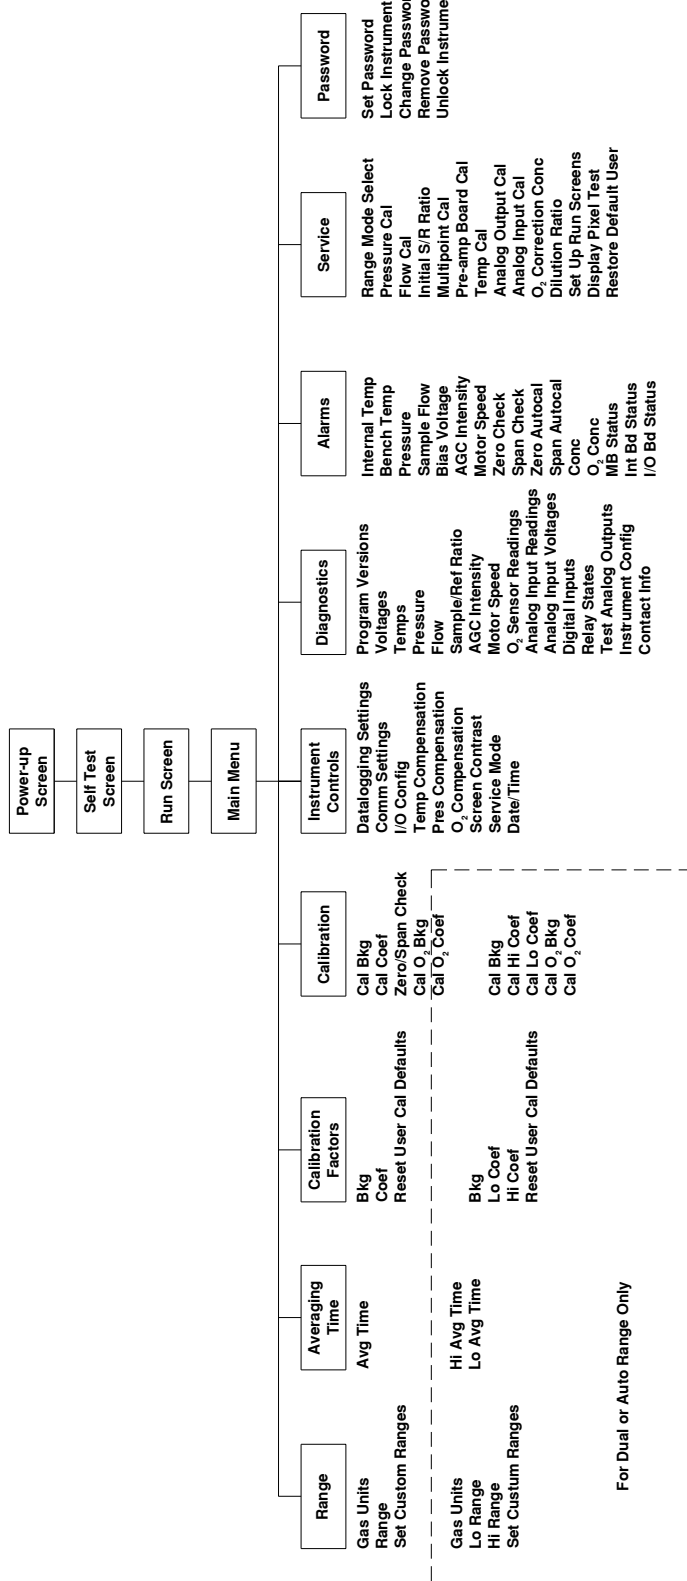 Power-up
Screen
Self Test
Screen
Run Screen
Main Menu
Range
Gas Units
Range
Set Custom Ranges
Averaging
Time
Avg Time
Calibration
Factors
Bkg
Coef
Reset User Cal Defaults
Calibration
Cal Bkg
Cal Coef
Zero/Span Check
Cal O₂ Bkg
Cal O₂ Coef
Instrument
Controls
Datalogging Settings
Comm Settings
I/O Config
Temp Compensation
Pres Compensation
O₂ Compensation
Screen Contrast
Service Mode
Date/Time
Diagnostics
Program Versions
Voltages
Temps
Pressure
Flow
Sample/Ref Ratio
AGC Intensity
Motor Speed
O₂ Sensor Readings
Analog Input Readings
Analog Input Voltages
Digital Inputs
Relay States
Test Analog Outputs
Instrument Config
Contact Info
Alarms
Internal Temp
Bench Temp
Pressure
Sample Flow
Bias Voltage
AGC Intensity
Motor Speed
Zero Check
Span Check
Zero Autocal
Span Autocal
Conc
O₂ Conc
MB Status
Int Bd Status
I/O Bd Status
Service
Range Mode Select
Pressure Cal
Flow Cal
Initial S/R Ratio
Multipoint Cal
Pre-amp Board Cal
Temp Cal
Analog Output Cal
Analog Input Cal
O₂ Correction Conc
Dilution Ratio
Set Up Run Screens
Display Pixel Test
Restore Default User
Password
Set Password
Lock Instrument
Change Passwor
Remove Passwo
Unlock Instrume
Gas Units
Lo Range
Hi Range
Set Custum Ranges
Hi Avg Time
Lo Avg Time
Bkg
Lo Coef
Hi Coef
Reset User Cal Defaults
Cal Bkg
Cal Hi Coef
Cal Lo Coef
Cal O₂ Bkg
Cal O₂ Coef
For Dual or Auto Range Only